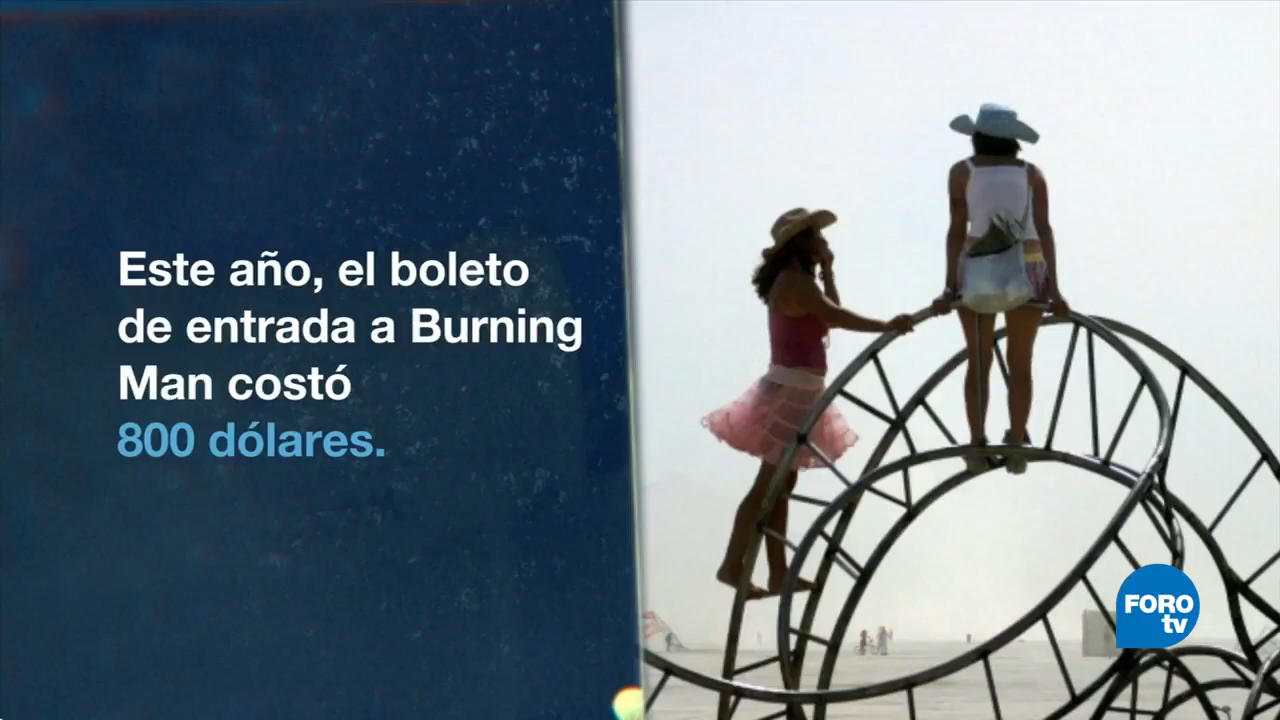 Este año, el boleto
de entrada a Burning
Man costó
800 dólares.
FORO
tv